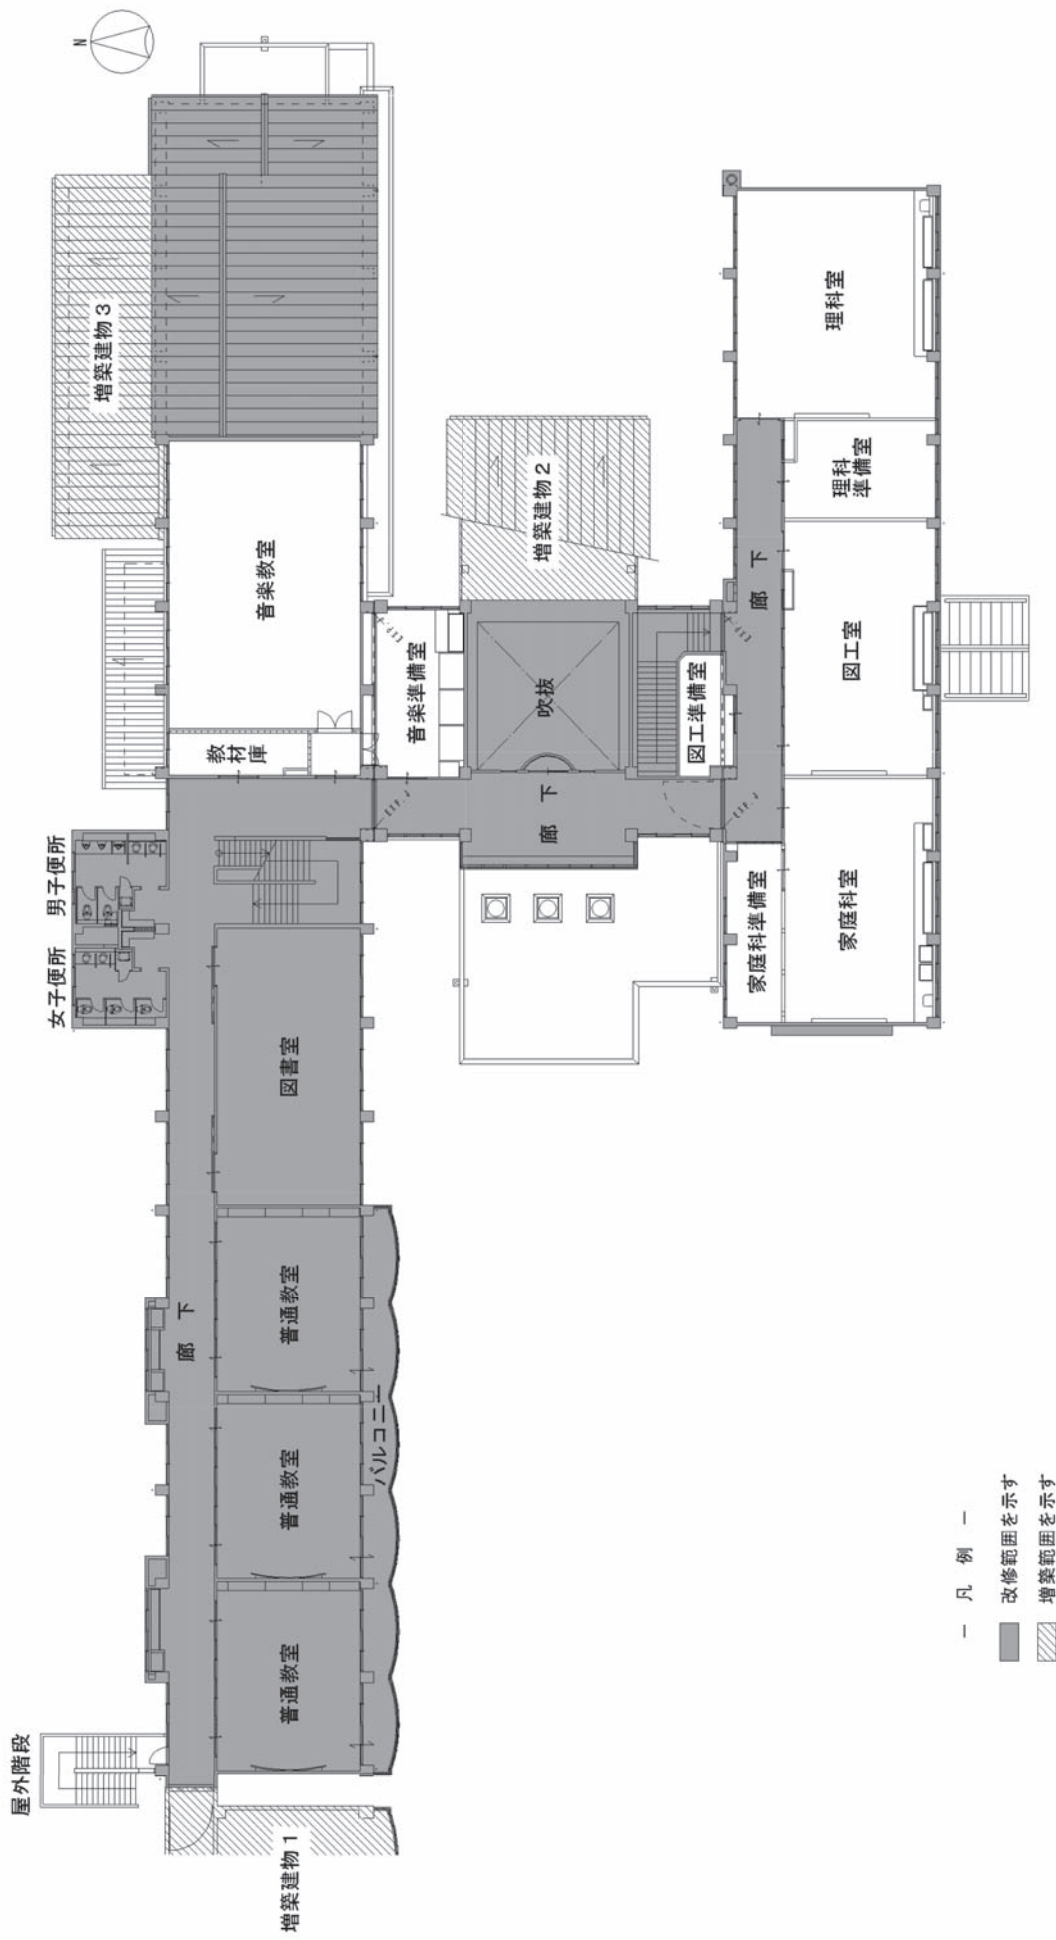 N
屋外階段
女子便所
男子便所
増築建物3
廊下
教材庫
音楽教室
増築建物1
普通教室
普通教室
普通教室
図書室
バルコニー
EXP.J
音楽準備室
EXP.J
廊下
吹抜
増築建物2
図工準備室
EXP.J
EXP.J
廊下
家庭科準備室
家庭科室
図工室
理科
準備室
理科室
― 凡 例 ―
改修範囲を示す
増築範囲を示す